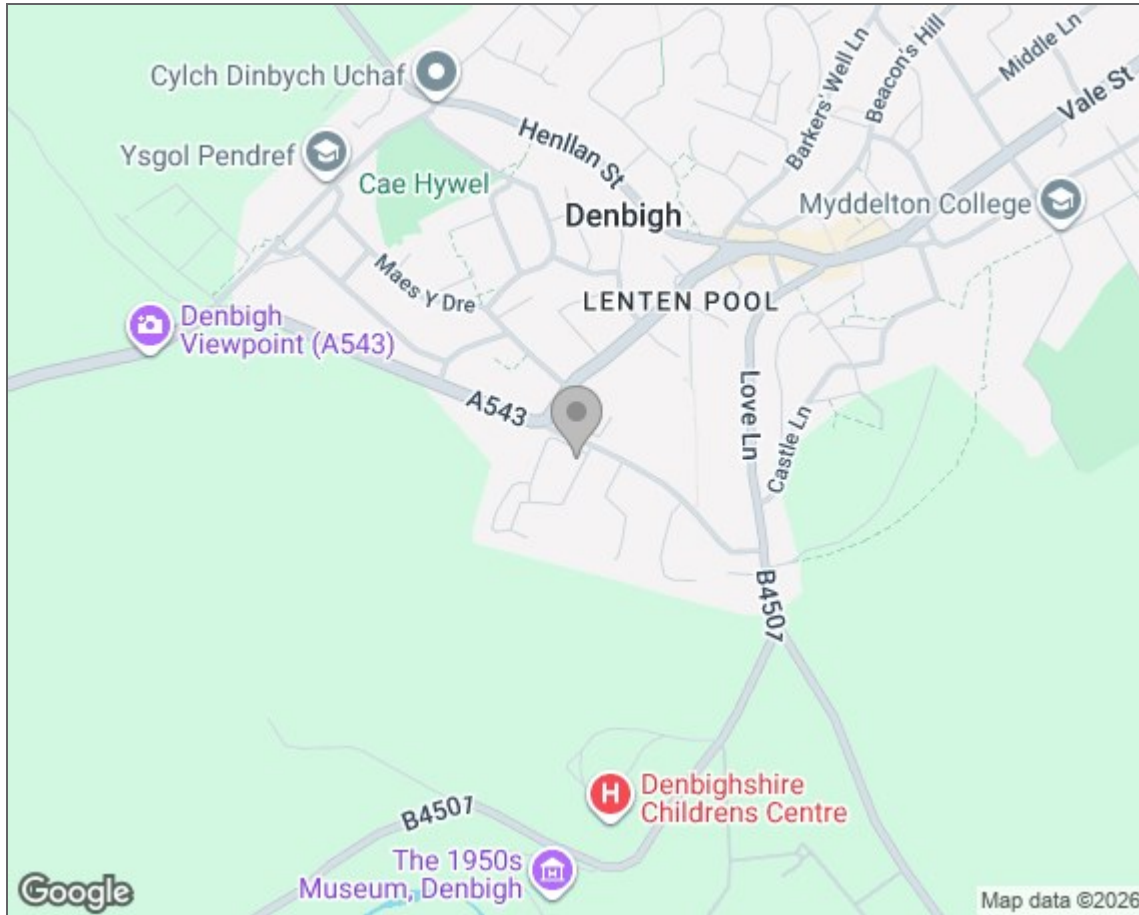 Cylch Dinbych Uchaf
Ysgol Pendref
Cae Hywel
Henllan St
Barkers' Well Ln
Beacon's Hill
Middle Ln
Vale St
Denbigh
Myddelton College
Maes Y Dre
LENTEN POOL
Denbigh
Viewpoint (A543)
A543
Love Ln
Castle Ln
B4507
Denbighshire
Childrens Centre
B4507
The 1950s
Museum, Denbigh
H
Google
Map data ©2026